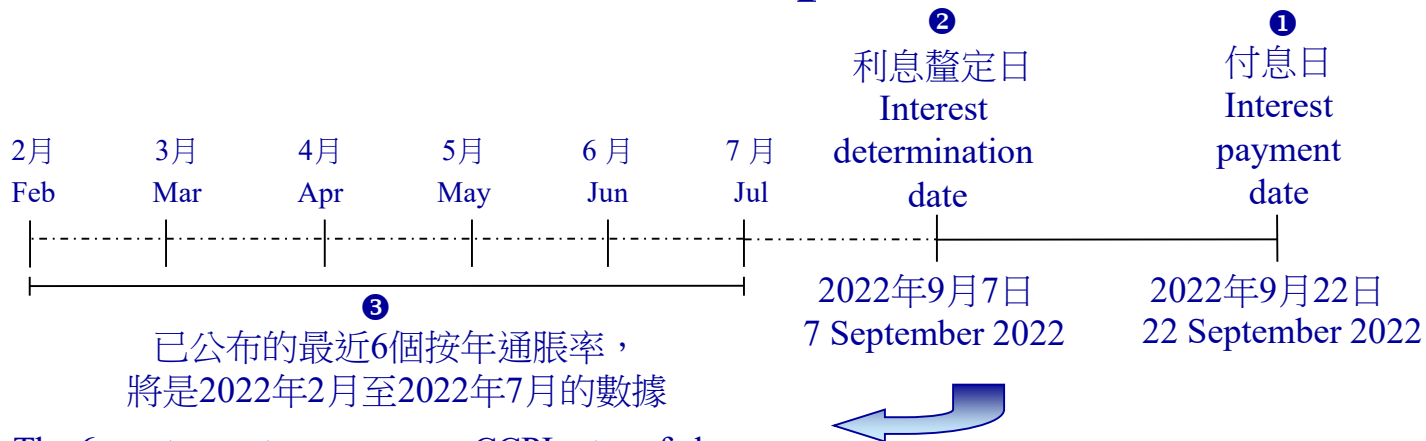 ❷
利息釐定日
Interest
determination
date
❶
付息日
Interest
payment
date
2月 3月 4月 5月 6 月 7 月
Feb Mar Apr May Jun Jul
2022年9月7日
7 September 2022
2022年9月22日
22 September 2022
❸
已公布的最近6個按年通脹率，
將是2022年2月至2022年7月的數據
The 6 CCPI